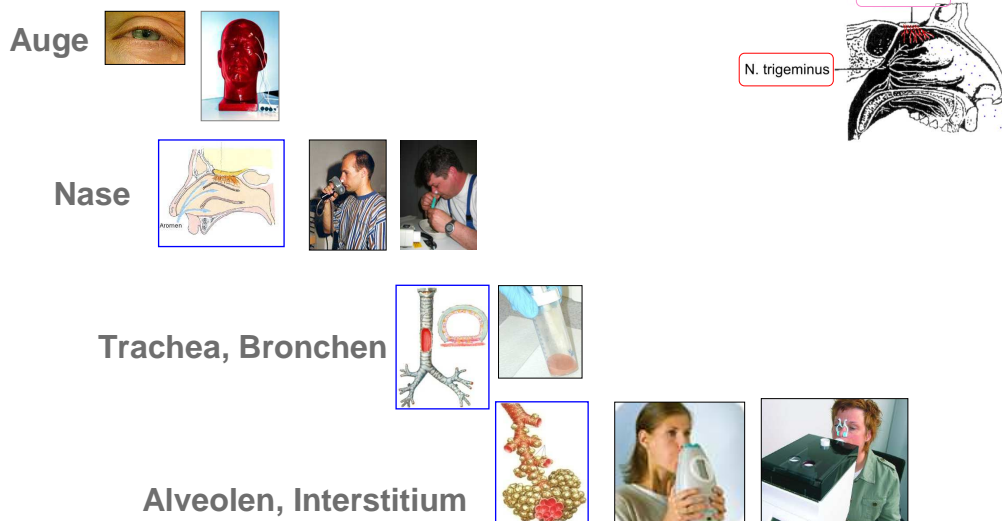 Auge
N. trigeminus
Nase
Aromen
Trachea, Bronchen
Alveolen, Interstitium